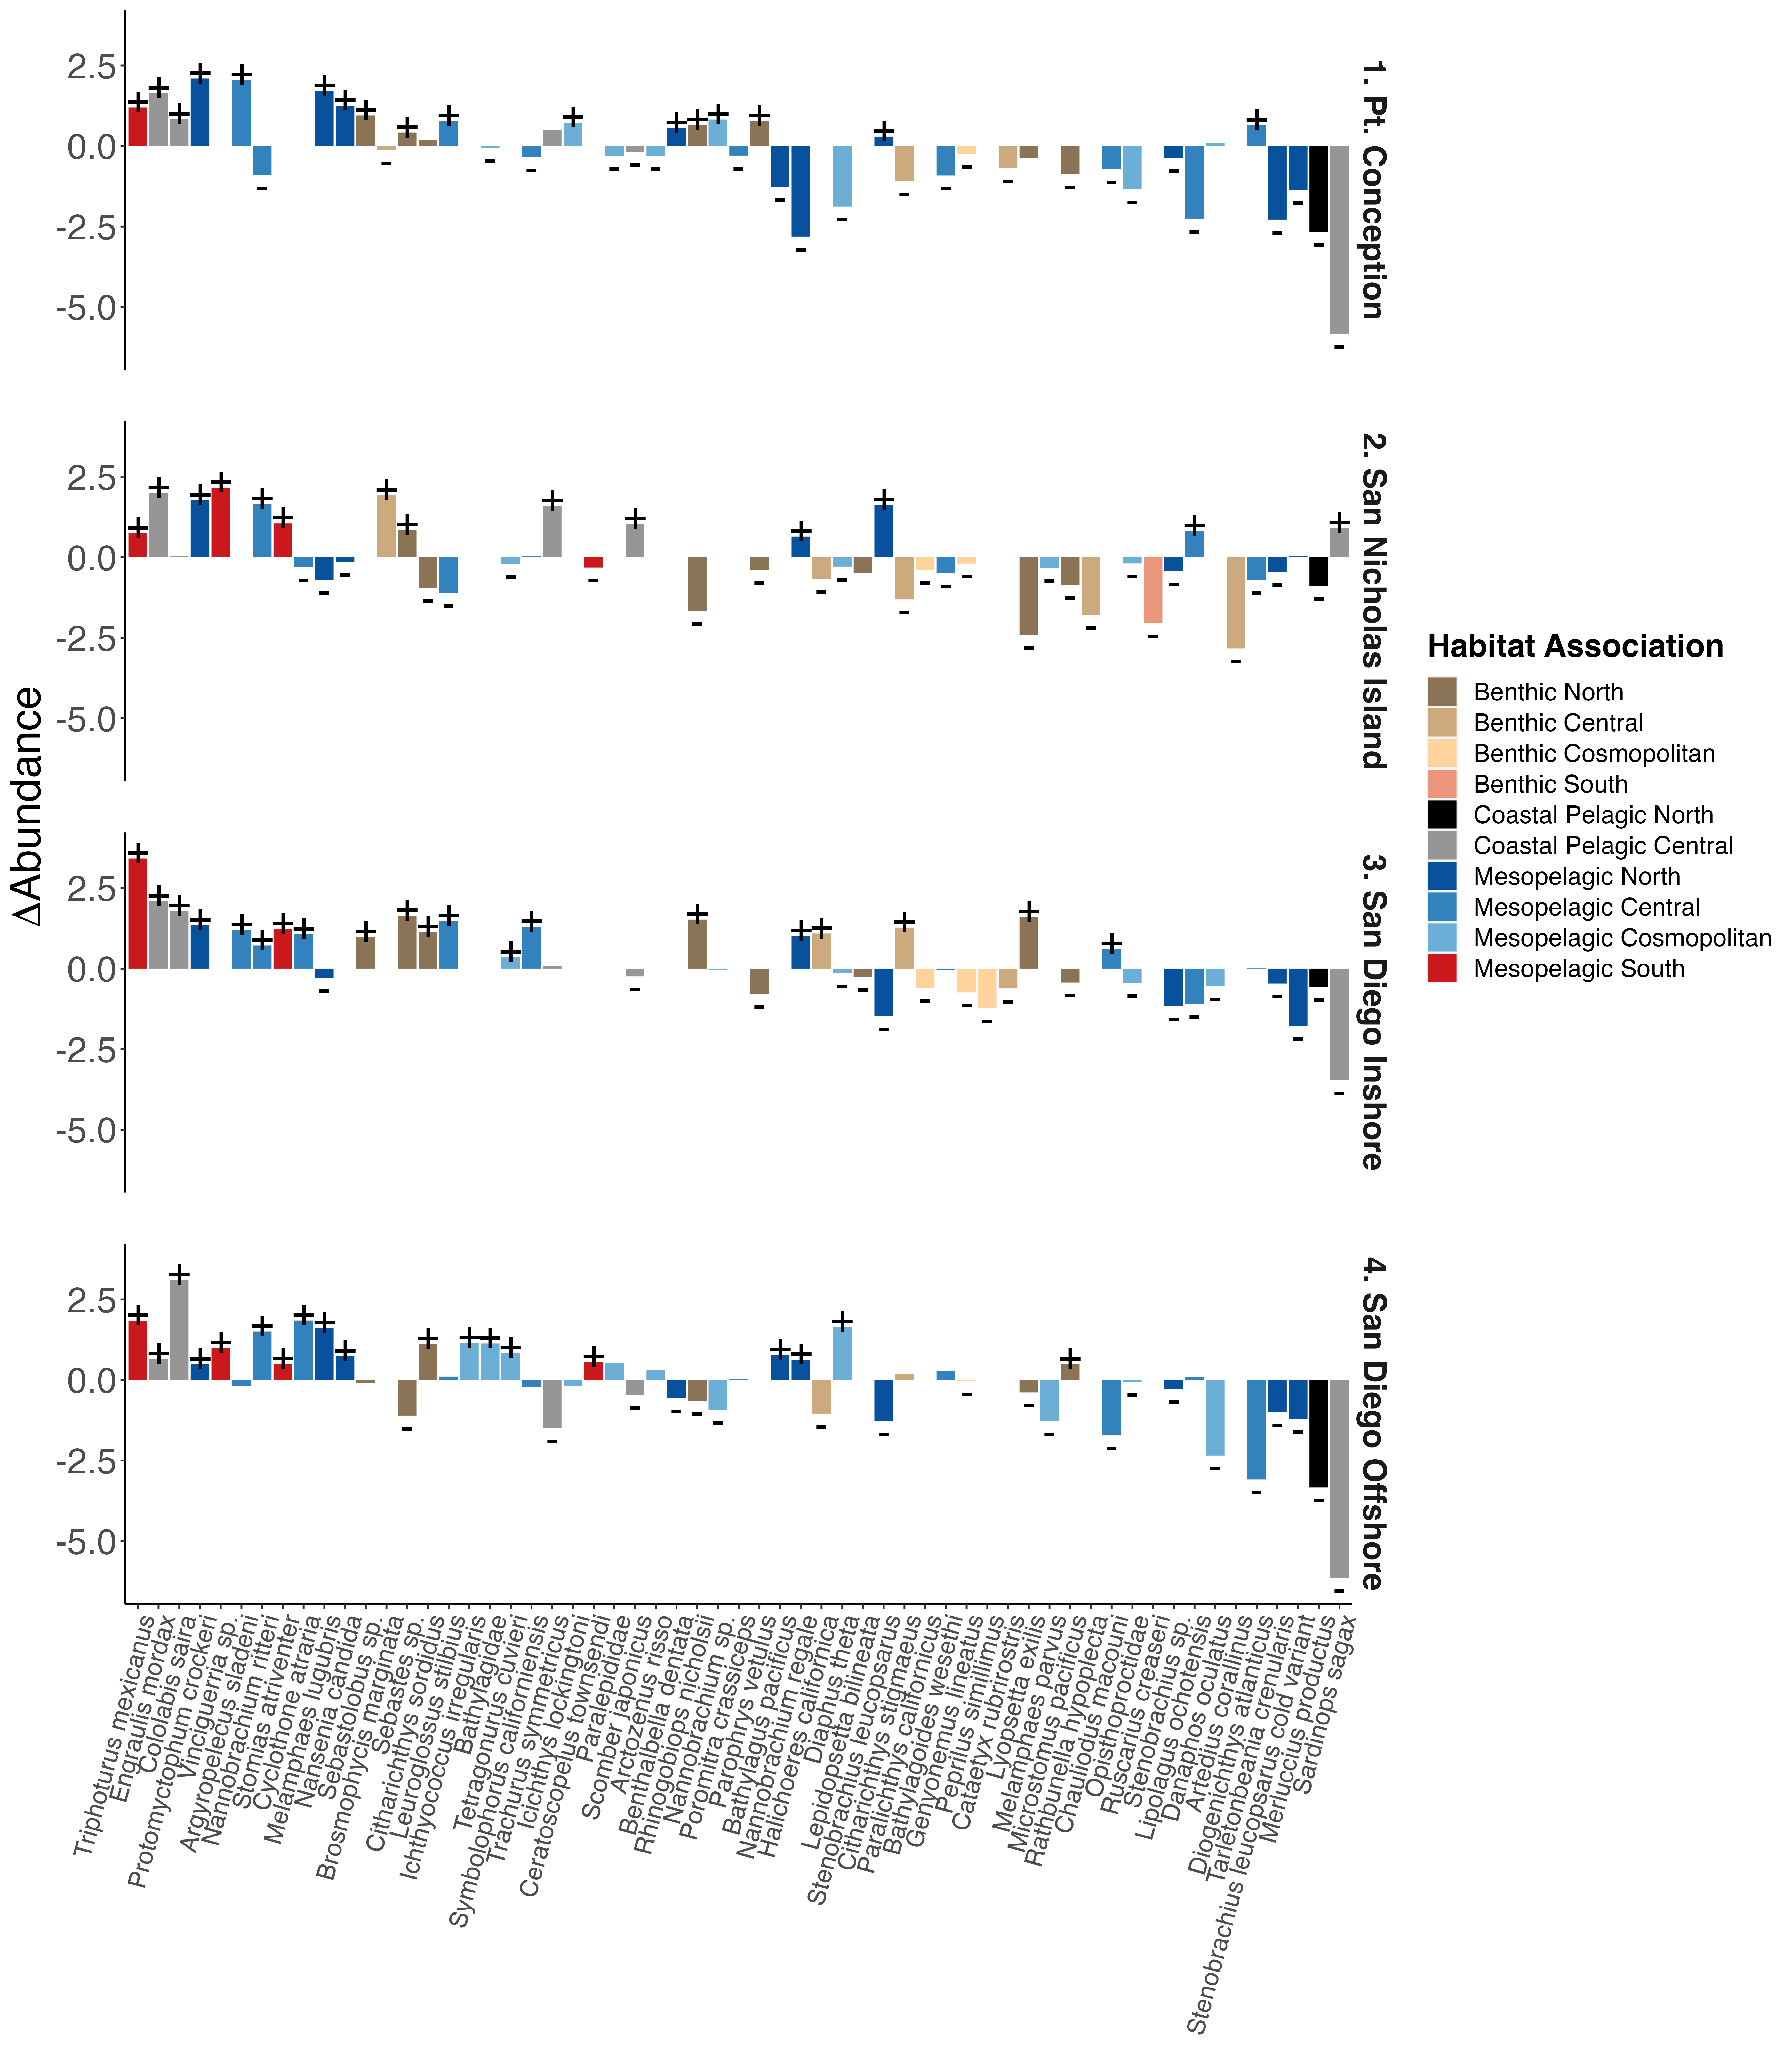 ΔAbundance
2.5
0.0
-2.5
-5.0
1. Pt. Conception
2.5
0.0
-2.5
-5.0
2. San Nicholas Island
2.5
0.0
-2.5
-5.0
3. San Diego Inshore
2.5
0.0
-2.5
-5.0
4. San Diego Offshore
Triphoturus mexicanus
Engraulis mordax
Cololabis saira
Protomyctophum crockeri
Vinciguerria sp.
Argyropelecus sladeni
Nannobrachium ritteri
Stomias atriventer
Cyclothone atraria
Melamphaes lugubris
Nansenia candida
Sebastolobus sp.
Brosmophycis marginata
Sebastes sp.
Citharichthys sordidus
Leuroglossus stilbius
Ichthyococcus irregularis
Bathylagidae
Tetragonurus cuvieri
Symbolophorus californiensis
Trachurus symmetricus
Icichthys lockingtoni
Ceratoscopelus townsendi
Paralepididae
Scomber japonicus
Arctozenus risso
Benthalbella dentata
Rhinogobiops nicholsii
Nannobrachium sp.
Poromitra crassiceps
Parophrys vetulus
Bathylagus pacificus
Nannobrachium regale
Halichoeres californica
Diaphus theta
Lepidopsetta bilineata
Stenobrachius leucopsarus
Citharichthys stigmaeus
Paralichthys californicus
Bathylagoides wesethi
Genyonemus lineatus
Peprilus simillimus
Cataetyx rubrirostris
Lyopsetta exilis
Melamphaes parvus
Microstomus pacificus
Rathbunella hypoplecta
Chauliodus macouni
Opisthoproctidae
Ruscarius creaseri
Stenobrachius sp.
Lipolagus ochotensis
Danaphos oculatus
Artedius corallinus
Diogenichthys atlanticus
Tarletonbeania crenularis
Stenobrachius leucopsarus cold variant
Merluccius productus
Sardinops sagax
Habitat Association
Benthic North
Benthic Central
Benthic Cosmopolitan
Benthic South
Coastal Pelagic North
Coastal Pelagic Central
Mesopelagic North
Mesopelagic Central
Mesopelagic Cosmopolitan
Mesopelagic South